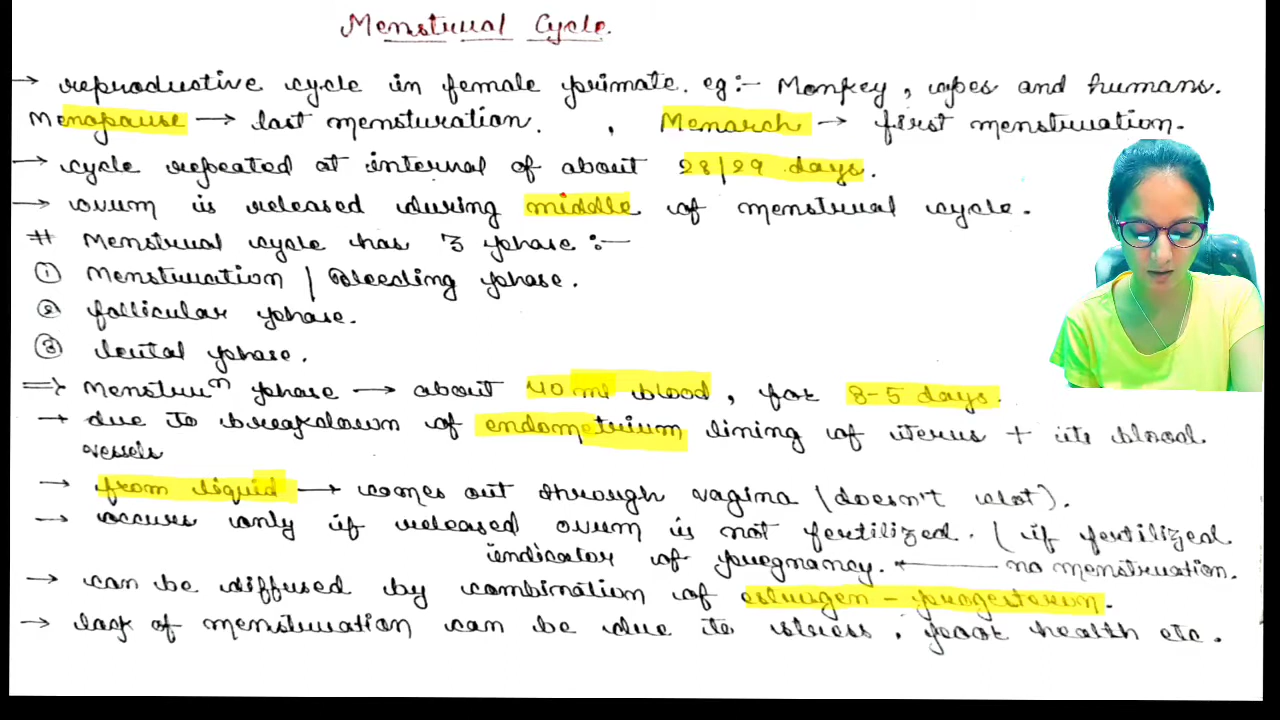 Menstrual Cycle.
→ reproductive cycle in female primate. eg:- Monkey, apes and humans.
Menopause → last mensturation. , Menarch → first menstruation.
→ cycle repeated at internal of about 28/29 days.
→ ovum is released during middle of menstrual cycle.
# Menstrual cycle has 3 phase:-
① Menstruation / Bleeding phase.
② follicular phase.
③ leutal phase.
=> Menstruⁿ phase → about 40 ml blood, for 3-5 days.
→ due to breakdown of endometrium lining of uterus + its blood
vessels
→ from liquid → comes out through vagina (doesn't clot).
→ occurs only if released ovum is not fertilized. (if fertilized
indicator of pregnancy. ← no menstruation.
→ can be diffused by combination of estrogen - progesteron.
→ lack of menstruation can be due to stress, poor health etc.